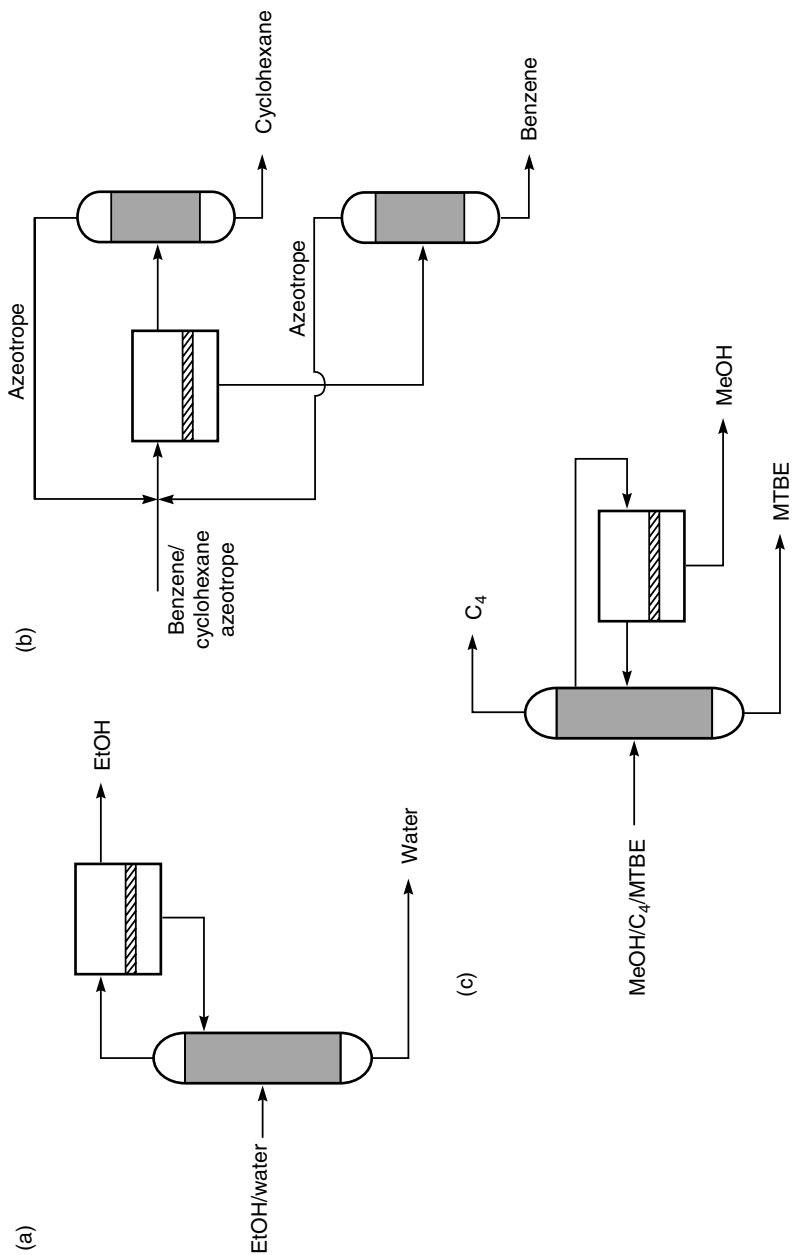 (a)
EtOH
EtOH/water
Water
(b)
Azeotrope
Cyclohexane
Benzene/
cyclohexane
azeotrope
Azeotrope
Benzene
(c)
C4
MeOH/C4/MTBE
MeOH
MTBE